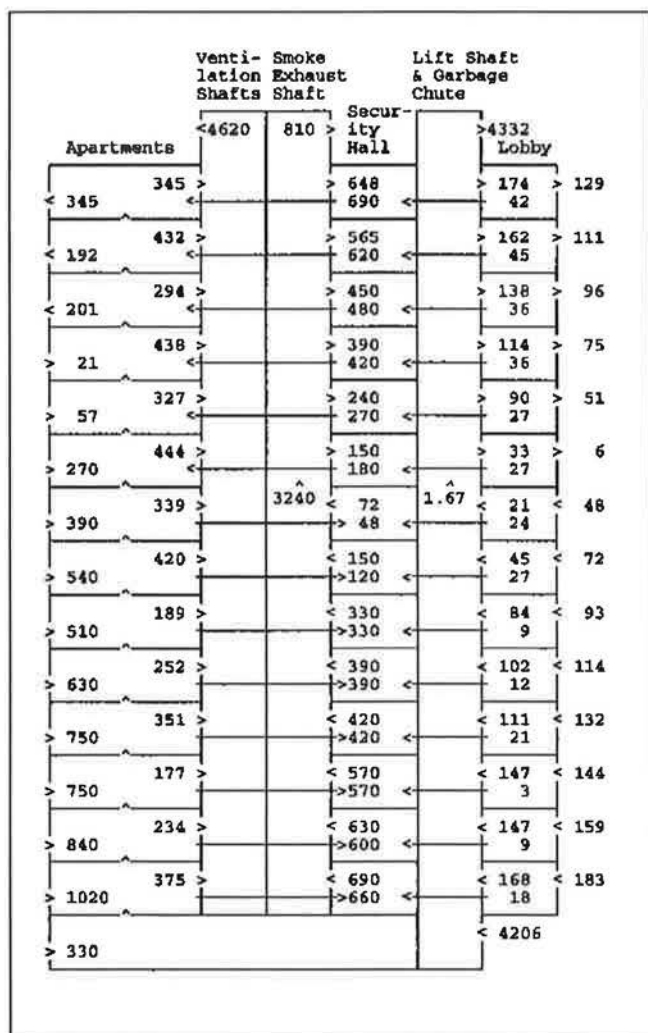 Venti- Smoke Lift Shaft
lation Exhaust & Garbage
Shafts Shaft Chute
Secur-
<4620 810 > ity >4332
Apartments Hall Lobby
345 > > 648 > 174 > 129
< 345 < 690 < 42
^
432 > > 565 > 162 > 111
< 192 < 620 < 45
^
294 > > 450 > 138 > 96
< 201 < 480 < 36
^
438 > > 390 > 114 > 75
> 21 < 420 < 36
^
327 > > 240 > 90 > 51
> 57 < 270 < 27
^
444 > > 150 > 33 > 6
> 270 < 180 < 27
^ ^ ^
339 > 3240 < 72 1.67 < 21 < 48
> 390 > 48 < 24
^
420 > < 150 < 45 < 72
> 540 >120 < 27
^
189 > < 330 < 84 < 93
> 510 >330 < 9
^
252 > < 390 < 102 < 114
> 630 >390 < 12
^
351 > < 420 < 111 < 132
> 750 >420 < 21
^
177 > < 570 < 147 < 144
> 750 >570 < 3
^
234 > < 630 < 147 < 159
> 840 >600 < 9
^
375 > < 690 < 168 < 183
> 1020 >660 < 18
^
< 4206
> 330